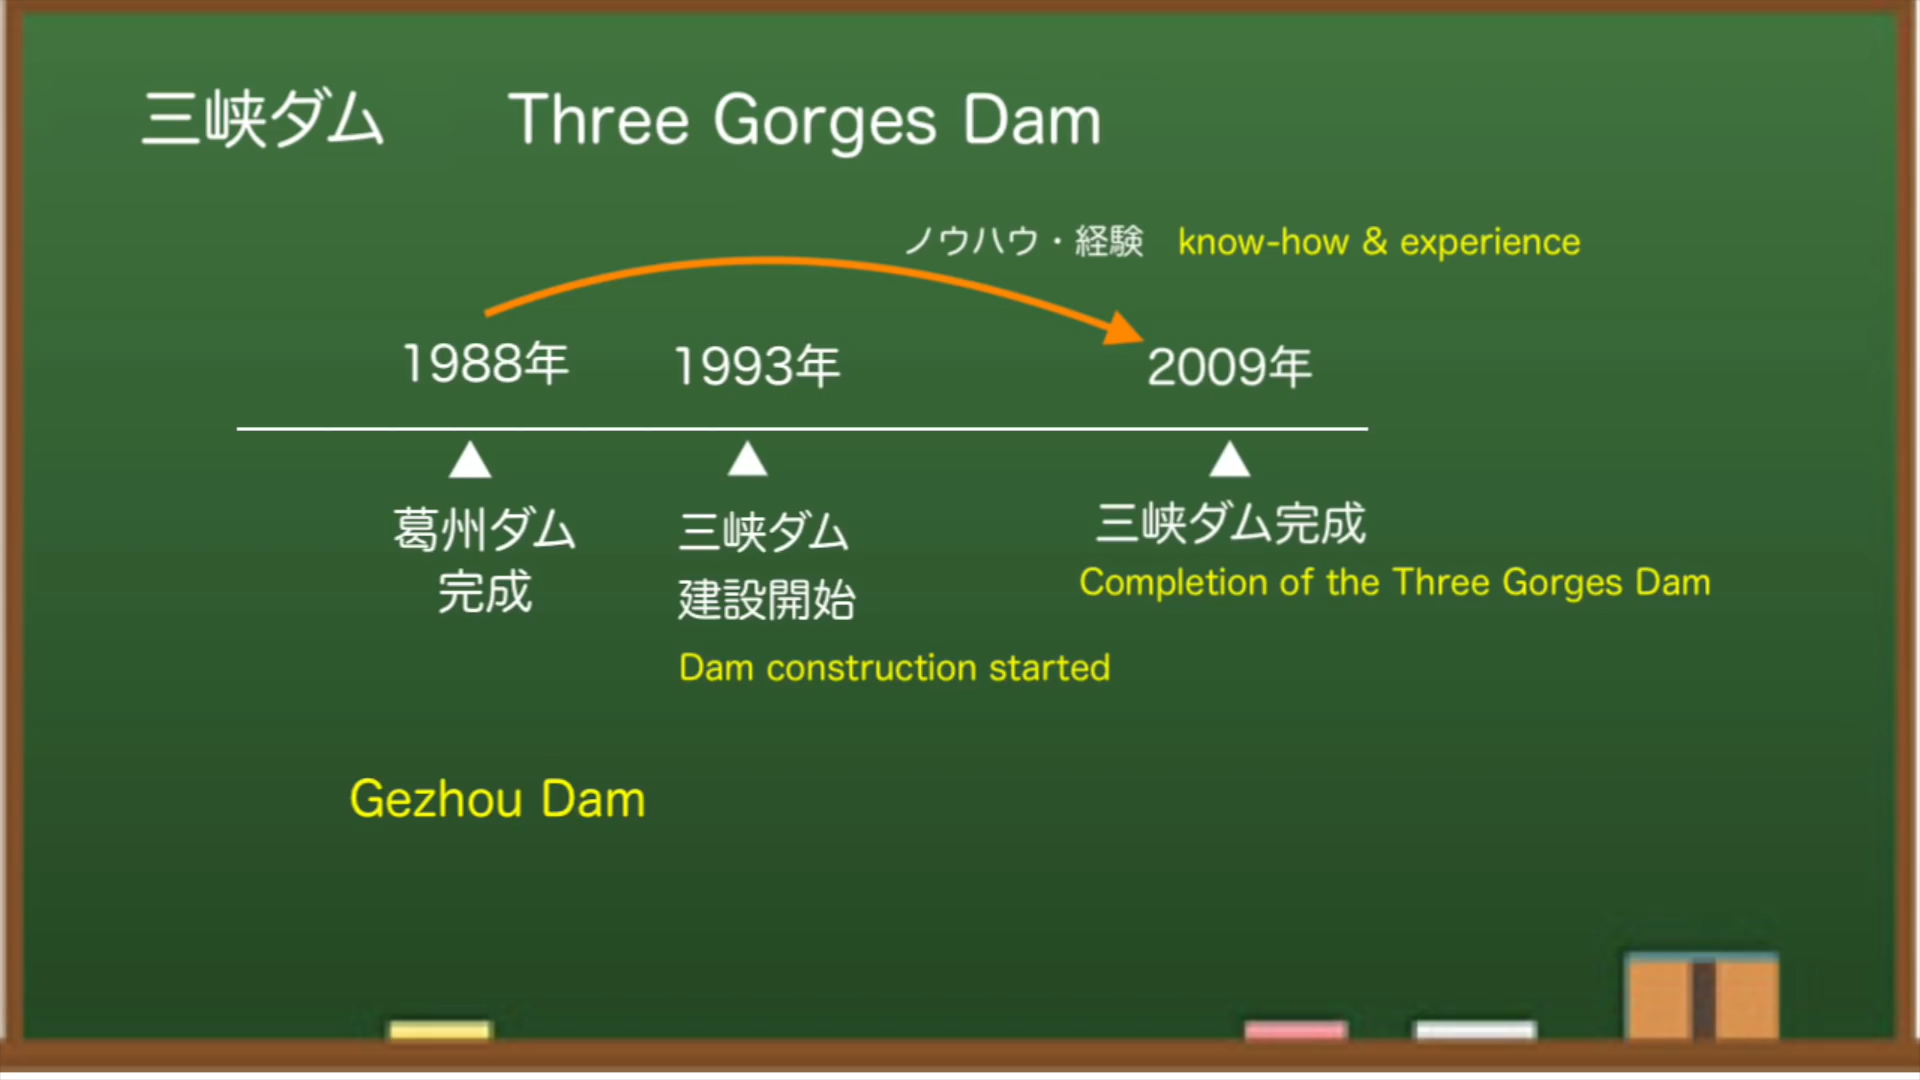 三峡ダム Three Gorges Dam
ノウハウ・経験 know-how & experience
1988年 1993年 2009年
葛州ダム
完成
三峡ダム
建設開始
Dam construction started
三峡ダム完成
Completion of the Three Gorges Dam
Gezhou Dam